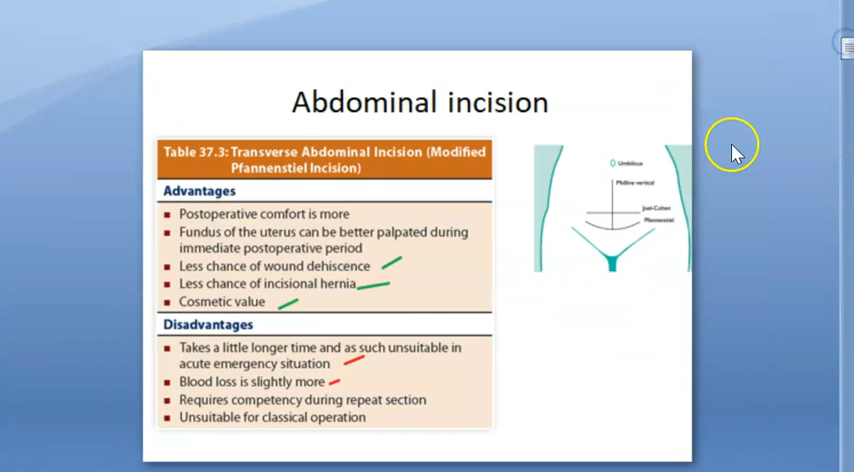 Abdominal incision
Table 37.3: Transverse Abdominal Incision (Modified
Pfannenstiel Incision)
Advantages
▪ Postoperative comfort is more
▪ Fundus of the uterus can be better palpated during
immediate postoperative period
▪ Less chance of wound dehiscence
▪ Less chance of incisional hernia
▪ Cosmetic value
Disadvantages
▪ Takes a little longer time and as such unsuitable in
acute emergency situation
▪ Blood loss is slightly more
▪ Requires competency during repeat section
▪ Unsuitable for classical operation
Umbilicus
Midline vertical
Joel-Cohen
Pfannenstiel